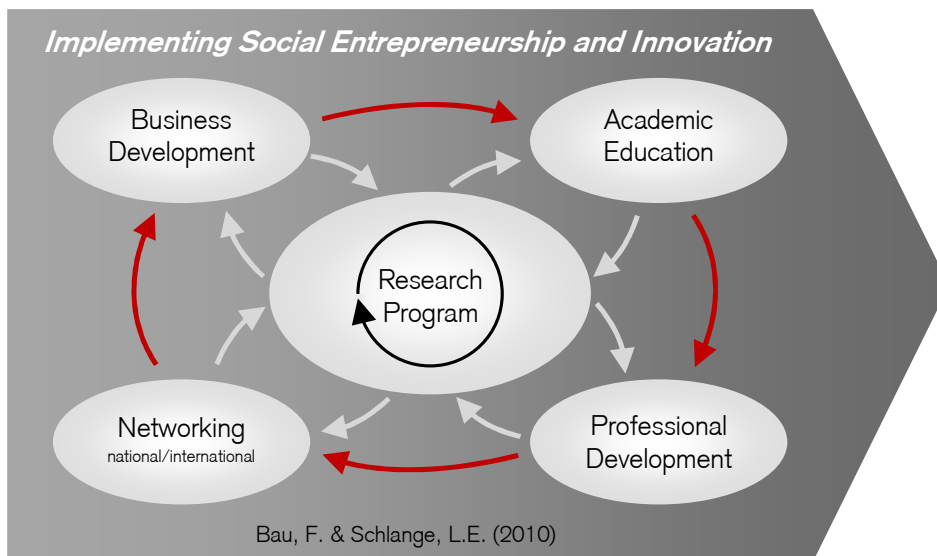 Implementing Social Entrepreneurship and Innovation
Business
Development
Academic
Education
Research
Program
Networking
national/international
Professional
Development
Bau, F. & Schlange, L.E. (2010)